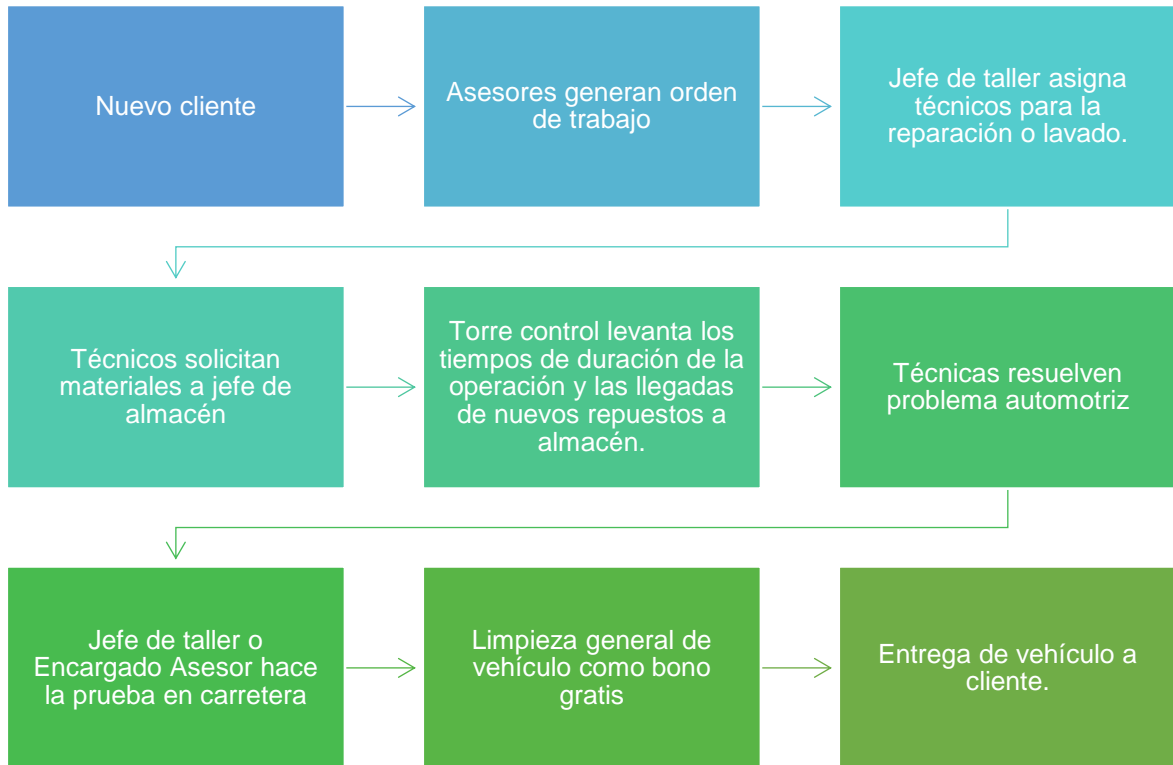 Nuevo cliente
Asesores generan orden
de trabajo
Jefe de taller asigna
técnicos para la
reparación o lavado.
Técnicos solicitan
materiales a jefe de
almacén
Torre control levanta los
tiempos de duración de la
operación y las llegadas
de nuevos repuestos a
almacén.
Técnicas resuelven
problema automotriz
Jefe de taller o
Encargado Asesor hace
la prueba en carretera
Limpieza general de
vehículo como bono
gratis
Entrega de vehículo a
cliente.